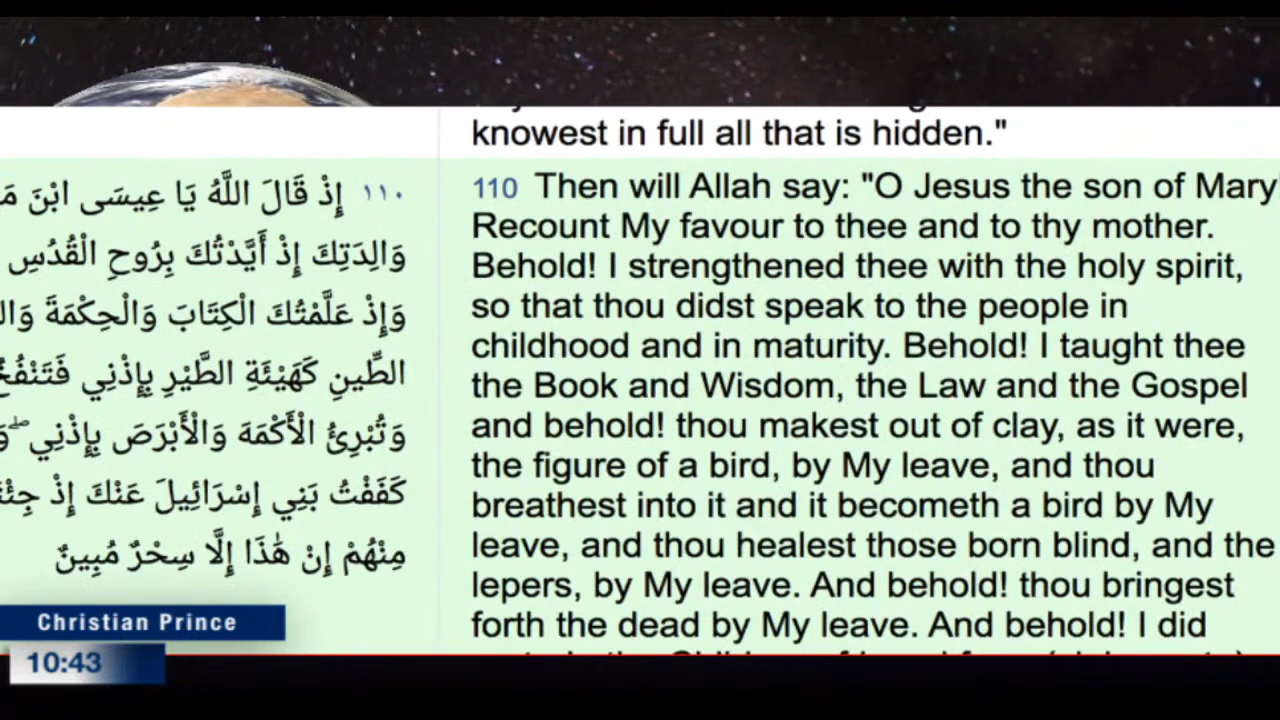 knowest in full all that is hidden."
١١٠ إِذْ قَالَ اللَّهُ يَا عِيسَى ابْنَ
وَالِدَتِكَ إِذْ أَيَّدْتُكَ بِرُوحِ الْقُدُسِ
وَإِذْ عَلَّمْتُكَ الْكِتَابَ وَالْحِكْمَةَ
الطِّينِ كَهَيْئَةِ الطَّيْرِ بِإِذْنِي
وَتُبْرِئُ الْأَكْمَهَ وَالْأَبْرَصَ بِإِذْنِي ۖ
كَفَفْتُ بَنِي إِسْرَائِيلَ عَنْكَ إِذْ
مِنْهُمْ إِنْ هَٰذَا إِلَّا سِحْرٌ مُبِينٌ
110 Then will Allah say: "O Jesus the son of Mary!
Recount My favour to thee and to thy mother.
Behold! I strengthened thee with the holy spirit,
so that thou didst speak to the people in
childhood and in maturity. Behold! I taught thee
the Book and Wisdom, the Law and the Gospel
and behold! thou makest out of clay, as it were,
the figure of a bird, by My leave, and thou
breathest into it and it becometh a bird by My
leave, and thou healest those born blind, and the
lepers, by My leave. And behold! thou bringest
forth the dead by My leave. And behold! I did
Christian Prince
10:43